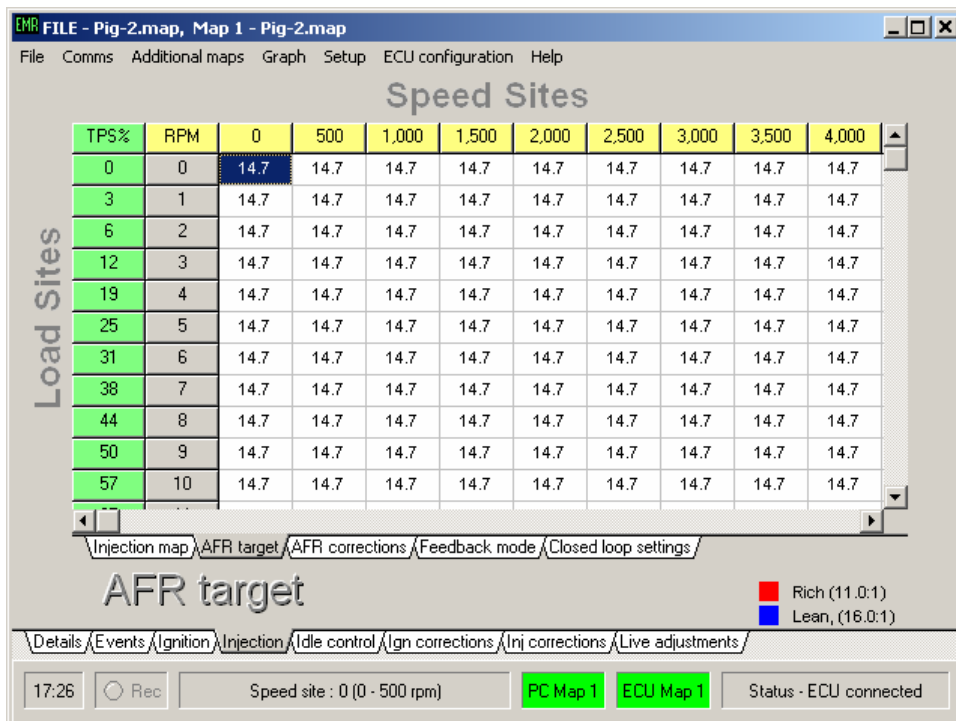 EMR FILE - Pig-2.map, Map 1 - Pig-2.map
File Comms Additional maps Graph Setup ECU configuration Help
Speed Sites
Load Sites
TPS% RPM 0 500 1,000 1,500 2,000 2,500 3,000 3,500 4,000
0 0 14.7 14.7 14.7 14.7 14.7 14.7 14.7 14.7 14.7
3 1 14.7 14.7 14.7 14.7 14.7 14.7 14.7 14.7 14.7
6 2 14.7 14.7 14.7 14.7 14.7 14.7 14.7 14.7 14.7
12 3 14.7 14.7 14.7 14.7 14.7 14.7 14.7 14.7 14.7
19 4 14.7 14.7 14.7 14.7 14.7 14.7 14.7 14.7 14.7
25 5 14.7 14.7 14.7 14.7 14.7 14.7 14.7 14.7 14.7
31 6 14.7 14.7 14.7 14.7 14.7 14.7 14.7 14.7 14.7
38 7 14.7 14.7 14.7 14.7 14.7 14.7 14.7 14.7 14.7
44 8 14.7 14.7 14.7 14.7 14.7 14.7 14.7 14.7 14.7
50 9 14.7 14.7 14.7 14.7 14.7 14.7 14.7 14.7 14.7
57 10 14.7 14.7 14.7 14.7 14.7 14.7 14.7 14.7 14.7
Injection map AFR target AFR corrections Feedback mode Closed loop settings
AFR target
Rich (11.0:1)
Lean, (16.0:1)
Details Events Ignition Injection Idle control Ign corrections Inj corrections Live adjustments
17:26 Rec Speed site : 0 (0 - 500 rpm) PC Map 1 ECU Map 1 Status - ECU connected